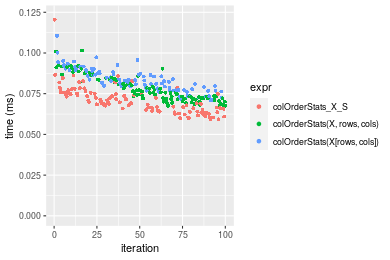 0.125
0.100
0.075
0.050
0.025
0.000
time (ms)
0
25
50
75
100
iteration
expr
colOrderStats_X_S
colOrderStats(X, rows, cols)
colOrderStats(X[rows, cols])